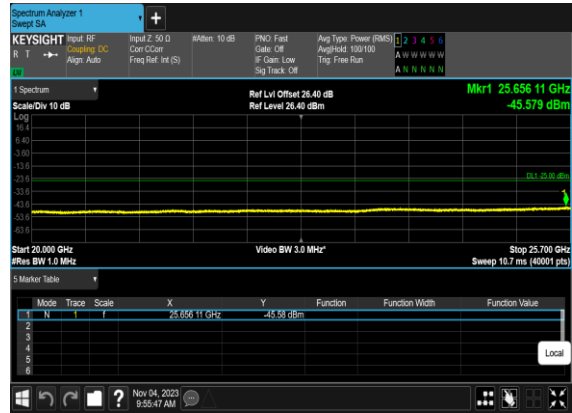 Spectrum Analyzer 1
Swept SA
+
KEYSIGHT Input: RF Input Z: 50 Ω #Atten: 10 dB PNO: Fast Avg Type: Power (RMS) 1 2 3 4 5 6
R T Coupling: DC Corr CCorr Gate: Off Avg|Hold: 100/100 A W W W W W
Align: Auto Freq Ref: Int (S) IF Gain: Low Trig: Free Run
LW Sig Track: Off A N N N N N
1 Spectrum Ref Lvl Offset 26.40 dB Mkr1 25.656 11 GHz
Scale/Div 10 dB Ref Level 26.40 dBm -45.579 dBm
Log
16.4
6.40
-3.60
-13.6
-23.6 DL1 -25.00 dBm
-33.6
-43.6 1
-53.6
-63.6
Start 20.000 GHz Video BW 3.0 MHz* Stop 25.700 GHz
#Res BW 1.0 MHz Sweep 10.7 ms (40001 pts)
5 Marker Table
Mode Trace Scale X Y Function Function Width Function Value
1 N 1 f 25.656 11 GHz -45.58 dBm
2
3
4
5
6
Local
? Nov 04, 2023
9:55:47 AM